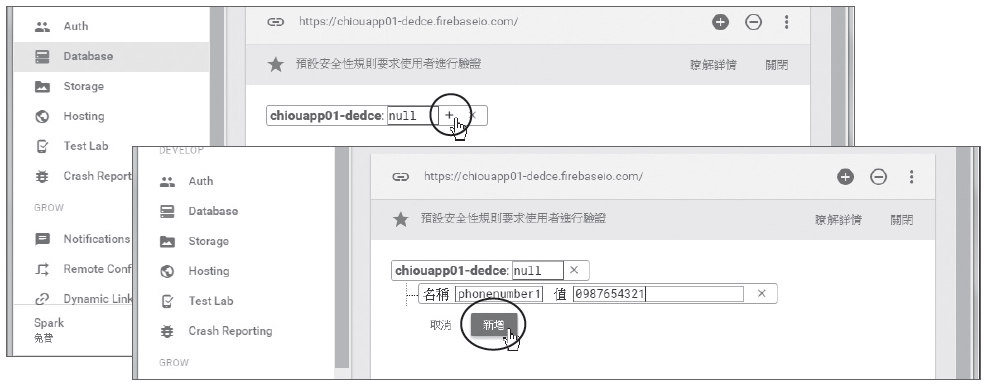 Auth
Database
Storage
Hosting
Test Lab
Crash Report
GROW
Notifications
Remote Conf
Dynamic Link
Spark
免費
https://chiouapp01-dedce.firebaseio.com/
預設安全性規則要求使用者進行驗證
瞭解詳情 關閉
chiouapp01-dedce: null + ×
DEVELOP
Auth
Database
Storage
Hosting
Test Lab
Crash Reporting
GROW
https://chiouapp01-dedce.firebaseio.com/
預設安全性規則要求使用者進行驗證
瞭解詳情 關閉
chiouapp01-dedce: null ×
名稱 phonenumber1 值 0987654321 ×
取消 新增